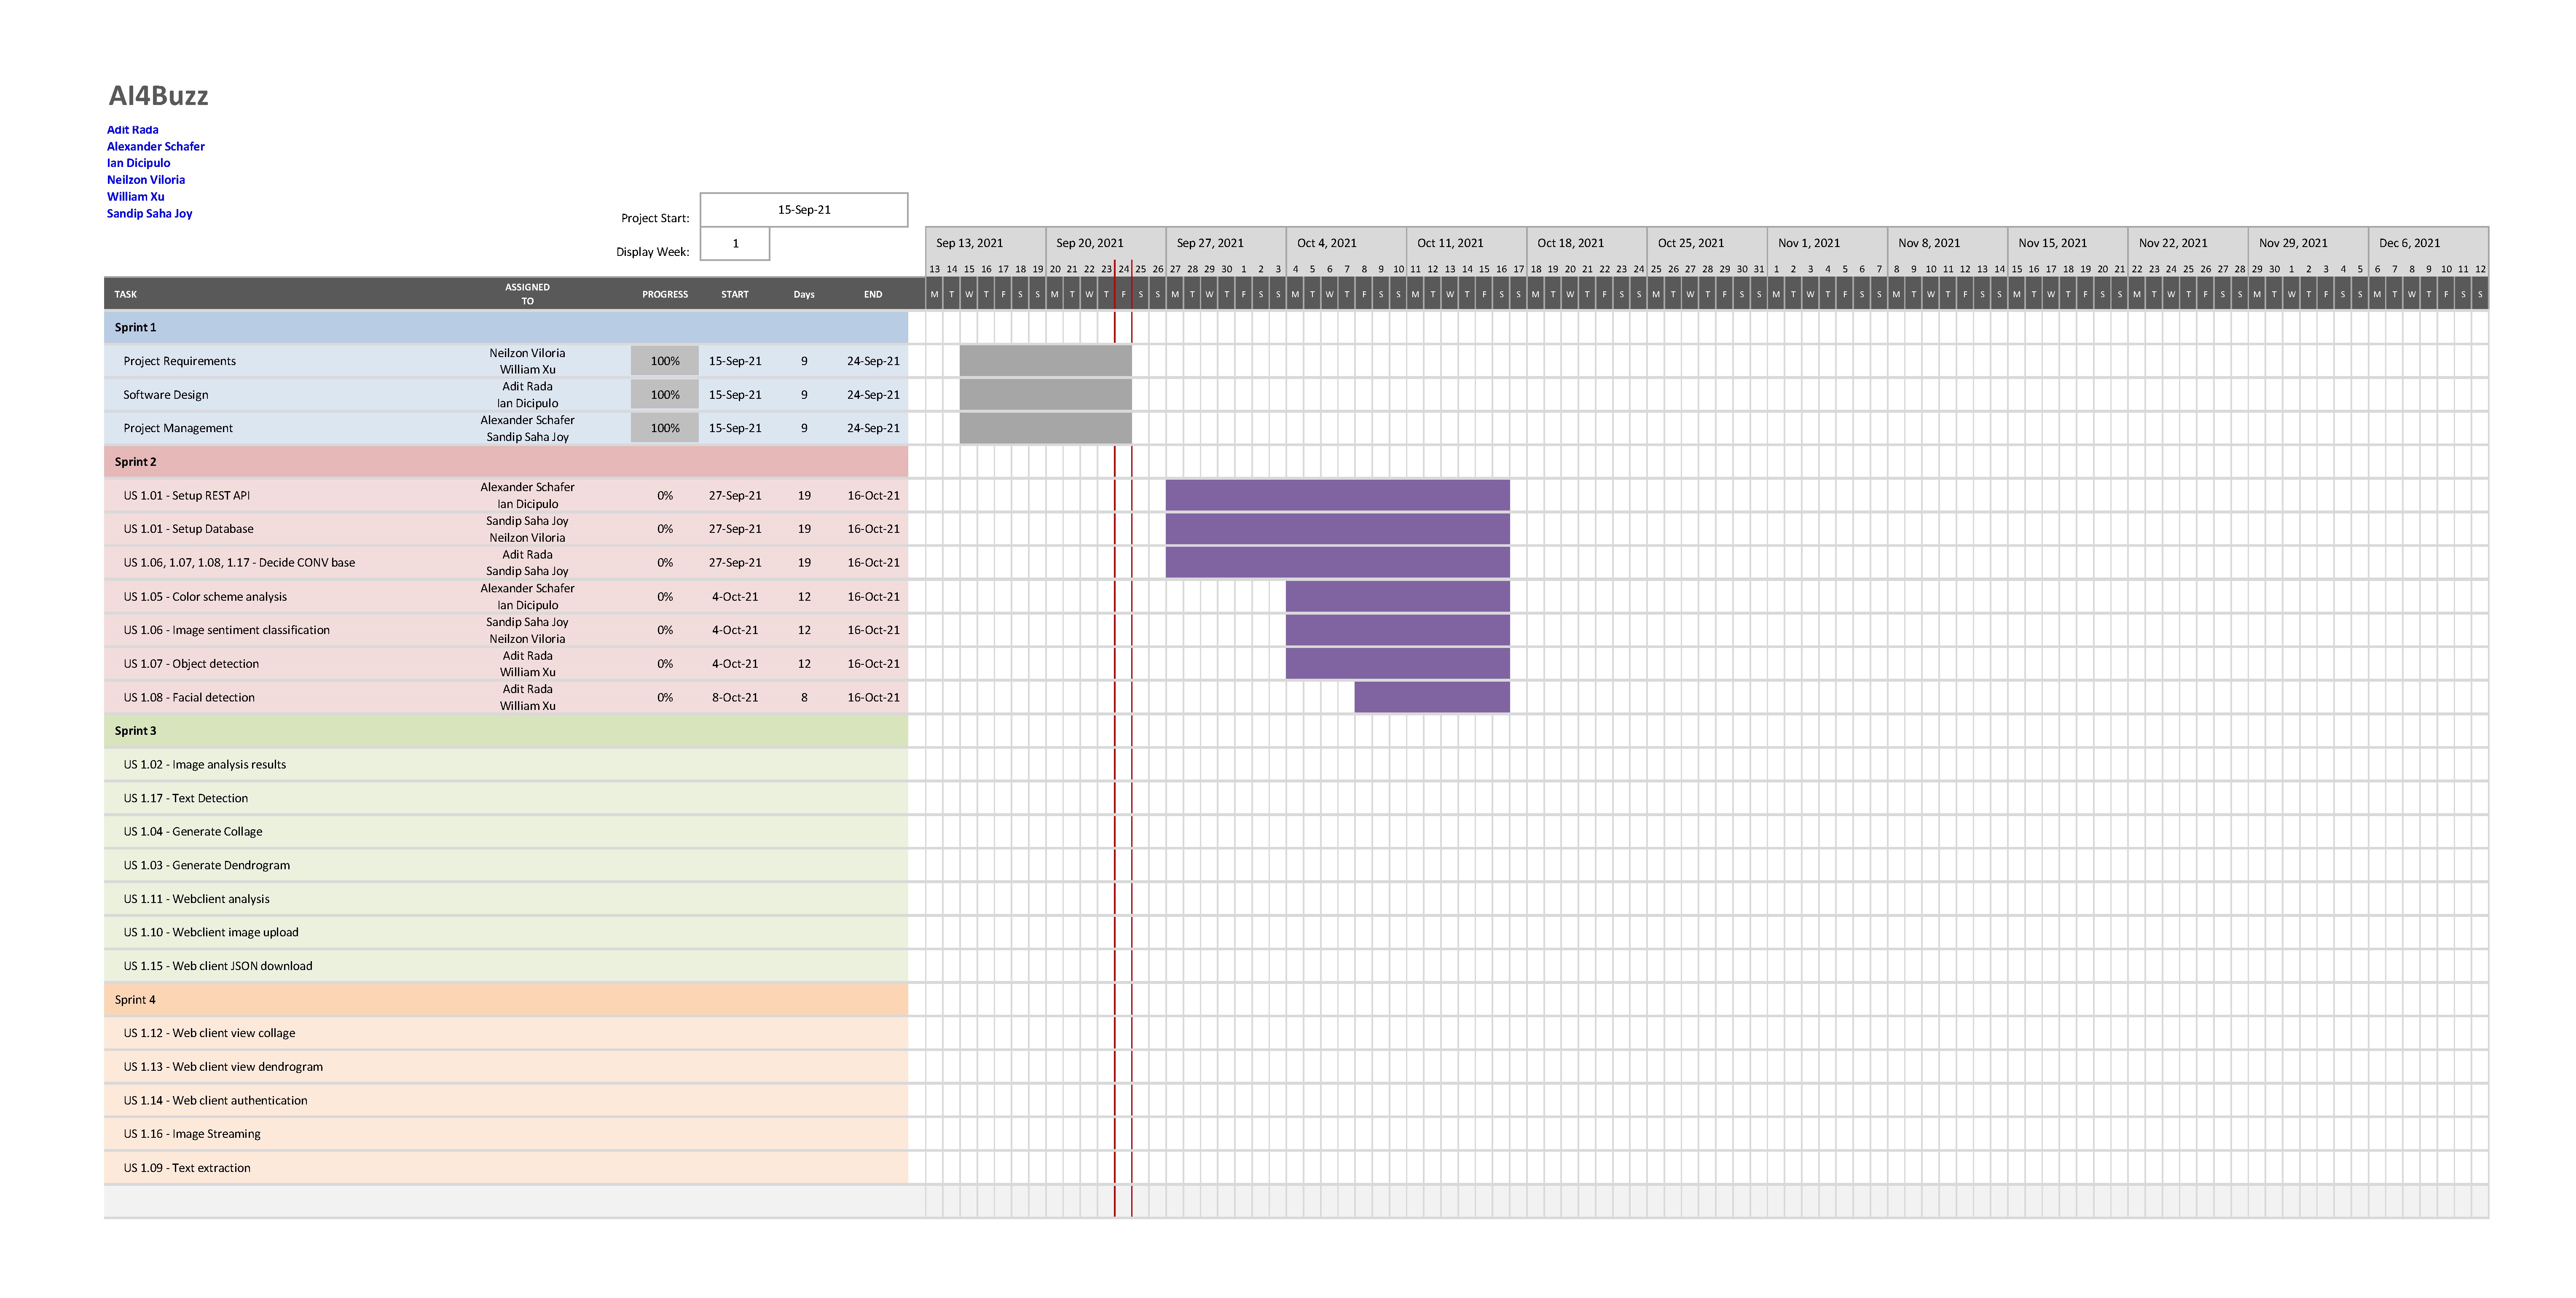 AI4Buzz
Adit Rada
Alexander Schafer
Ian Dicipulo
Neilzon Viloria
William Xu
Sandip Saha Joy
Project Start: 15-Sep-21
Display Week: 1
Sep 13, 2021 Sep 20, 2021 Sep 27, 2021 Oct 4, 2021 Oct 11, 2021 Oct 18, 2021 Oct 25, 2021 Nov 1, 2021 Nov 8, 2021 Nov 15, 2021 Nov 22, 2021 Nov 29, 2021 Dec 6, 2021
13 14 15 16 17 18 19 20 21 22 23 24 25 26 27 28 29 30 1 2 3 4 5 6 7 8 9 10 11 12 13 14 15 16 17 18 19 20 21 22 23 24 25 26 27 28 29 30 31 1 2 3 4 5 6 7 8 9 10 11 12 13 14 15 16 17 18 19 20 21 22 23 24 25 26 27 28 29 30 1 2 3 4 5 6 7 8 9 10 11 12
TASK ASSIGNED TO PROGRESS START Days END M T W T F S S M T W T F S S M T W T F S S M T W T F S S M T W T F S S M T W T F S S M T W T F S S M T W T F S S M T W T F S S M T W T F S S M T W T F S S M T W T F S S M T W T F S S
Sprint 1
Project Requirements Neilzon Viloria William Xu 100% 15-Sep-21 9 24-Sep-21
Software Design Adit Rada Ian Dicipulo 100% 15-Sep-21 9 24-Sep-21
Project Management Alexander Schafer Sandip Saha Joy 100% 15-Sep-21 9 24-Sep-21
Sprint 2
US 1.01 - Setup REST API Alexander Schafer Ian Dicipulo 0% 27-Sep-21 19 16-Oct-21
US 1.01 - Setup Database Sandip Saha Joy Neilzon Viloria 0% 27-Sep-21 19 16-Oct-21
US 1.06, 1.07, 1.08, 1.17 - Decide CONV base Adit Rada Sandip Saha Joy 0% 27-Sep-21 19 16-Oct-21
US 1.05 - Color scheme analysis Alexander Schafer Ian Dicipulo 0% 4-Oct-21 12 16-Oct-21
US 1.06 - Image sentiment classification Sandip Saha Joy Neilzon Viloria 0% 4-Oct-21 12 16-Oct-21
US 1.07 - Object detection Adit Rada William Xu 0% 4-Oct-21 12 16-Oct-21
US 1.08 - Facial detection Adit Rada William Xu 0% 8-Oct-21 8 16-Oct-21
Sprint 3
US 1.02 - Image analysis results
US 1.17 - Text Detection
US 1.04 - Generate Collage
US 1.03 - Generate Dendrogram
US 1.11 - Webclient analysis
US 1.10 - Webclient image upload
US 1.15 - Web client JSON download
Sprint 4
US 1.12 - Web client view collage
US 1.13 - Web client view dendrogram
US 1.14 - Web client authentication
US 1.16 - Image Streaming
US 1.09 - Text extraction